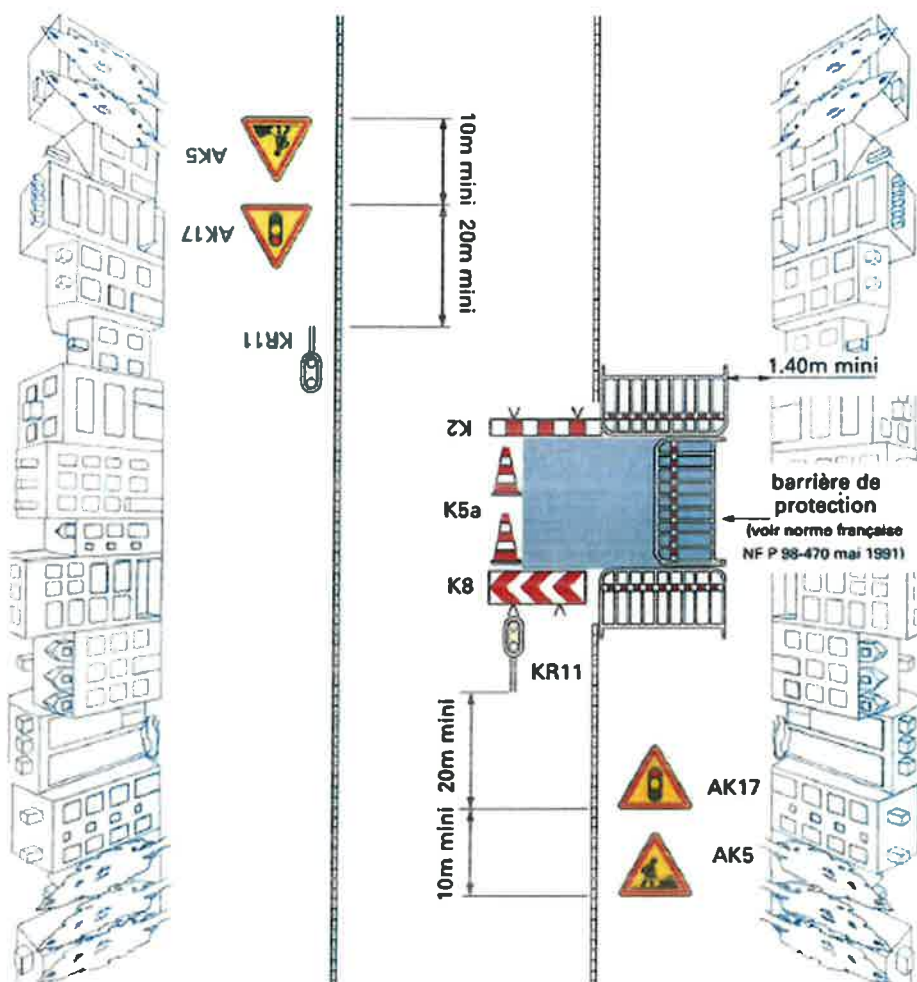 AK5
10m mini
AK17
20m mini
KR11
1.40m mini
K2
barrière de
protection
(voir norme française
NF P 98-470 mai 1991)
K5a
K8
KR11
20m mini
AK17
10m mini
AK5